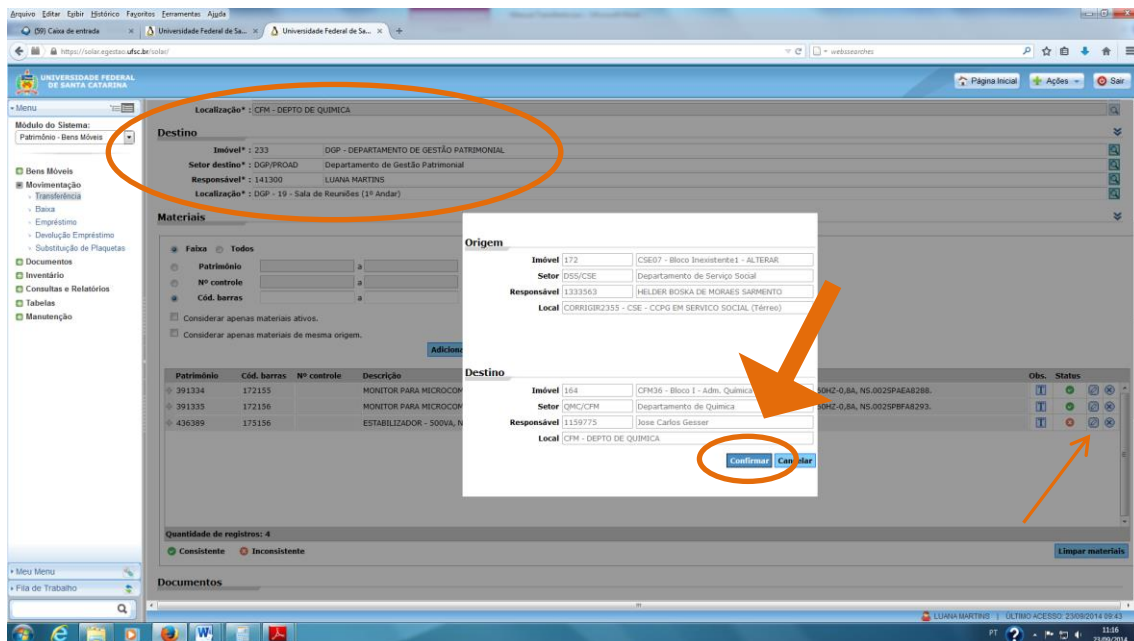 Arquivo Editar Exibir Histórico Favoritos Ferramentas Ajuda
(59) Caixa de entrada × Universidade Federal de Sa... × Universidade Federal de Sa... × +
https://solar.egestao.ufsc.br/solar/
websearches
UNIVERSIDADE FEDERAL
DE SANTA CATARINA
Página Inicial Ações Sair
Menu
Módulo do Sistema:
Patrimônio - Bens Móveis
Bens Móveis
Movimentação
Transferência
Baixa
Empréstimo
Devolução Empréstimo
Substituição de Plaquetas
Documentos
Inventário
Consultas e Relatórios
Tabelas
Manutenção
Meu Menu
Fila de Trabalho
Localização* : CFM - DEPTO DE QUIMICA
Destino
Imóvel* : 233 DGP - DEPARTAMENTO DE GESTÃO PATRIMONIAL
Setor destino* : DGP/PROAD Departamento de Gestão Patrimonial
Responsável* : 141300 LUANA MARTINS
Localização* : DGP - 19 - Sala de Reuniões (1º Andar)
Materiais
Faixa Todos
Patrimônio a
Nº controle a
Cód. barras a
Considerar apenas materiais ativos.
Considerar apenas materiais de mesma origem.
Adiciona
Patrimônio Cód. barras Nº controle Descrição Obs. Status
391334 172155 MONITOR PARA MICROCOM 50HZ-0,8A, NS.0025PAEA8288.
391335 172156 MONITOR PARA MICROCOM 50HZ-0,8A, NS.0025PBFA8293.
436389 175156 ESTABILIZADOR - 500VA, N
Quantidade de registros: 4
Consistente Inconsistente
Limpar materiais
Documentos
Origem
Imóvel 172 CSE07 - Bloco Inexistente1 - ALTERAR
Setor DSS/CSE Departamento de Serviço Social
Responsável 1333563 HELDER BOSKA DE MORAES SARMENTO
Local CORRIGIR2355 - CSE - CCPG EM SERVICO SOCIAL (Térreo)
Destino
Imóvel 164 CFM36 - Bloco I - Adm. Química
Setor QMC/CFM Departamento de Química
Responsável 1159775 Jose Carlos Gesser
Local CFM - DEPTO DE QUIMICA
Confirmar Cancelar
LUANA MARTINS | ÚLTIMO ACESSO: 23/09/2014 09:43
PT 11:16
23/09/2014